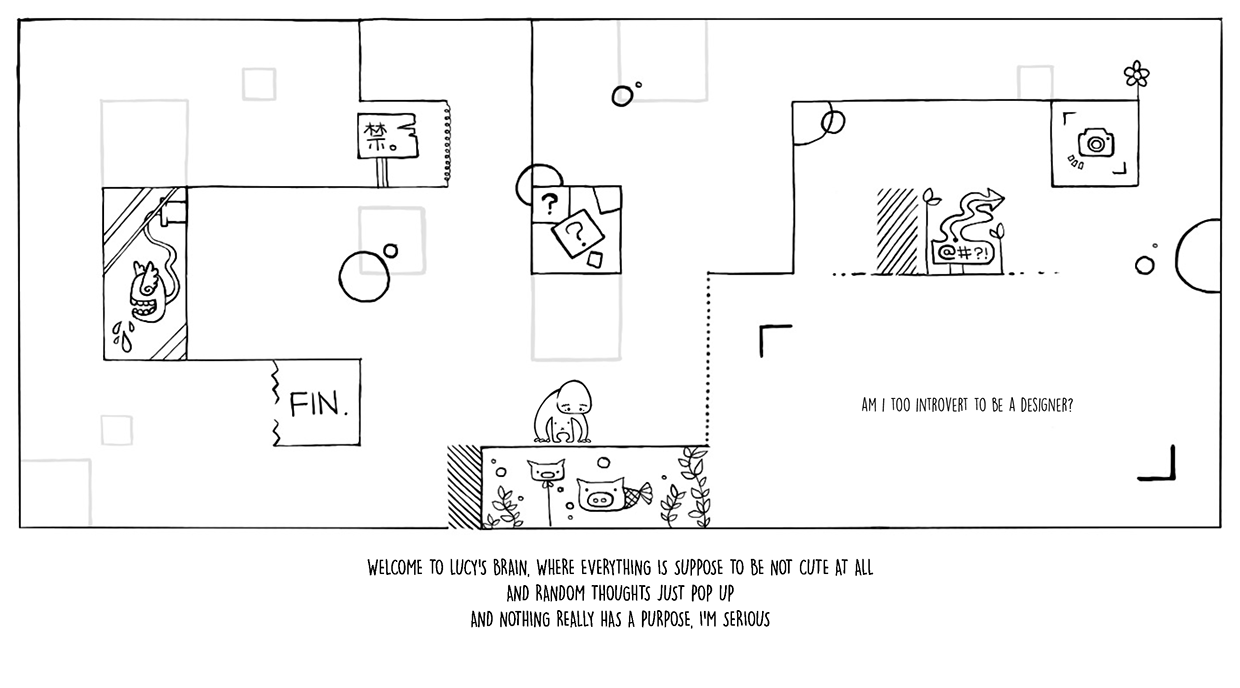 禁。
?
?
@#?!
FIN.
AM I TOO INTROVERT TO BE A DESIGNER?
WELCOME TO LUCY'S BRAIN, WHERE EVERYTHING IS SUPPOSE TO BE NOT CUTE AT ALL
AND RANDOM THOUGHTS JUST POP UP
AND NOTHING REALLY HAS A PURPOSE, I'M SERIOUS